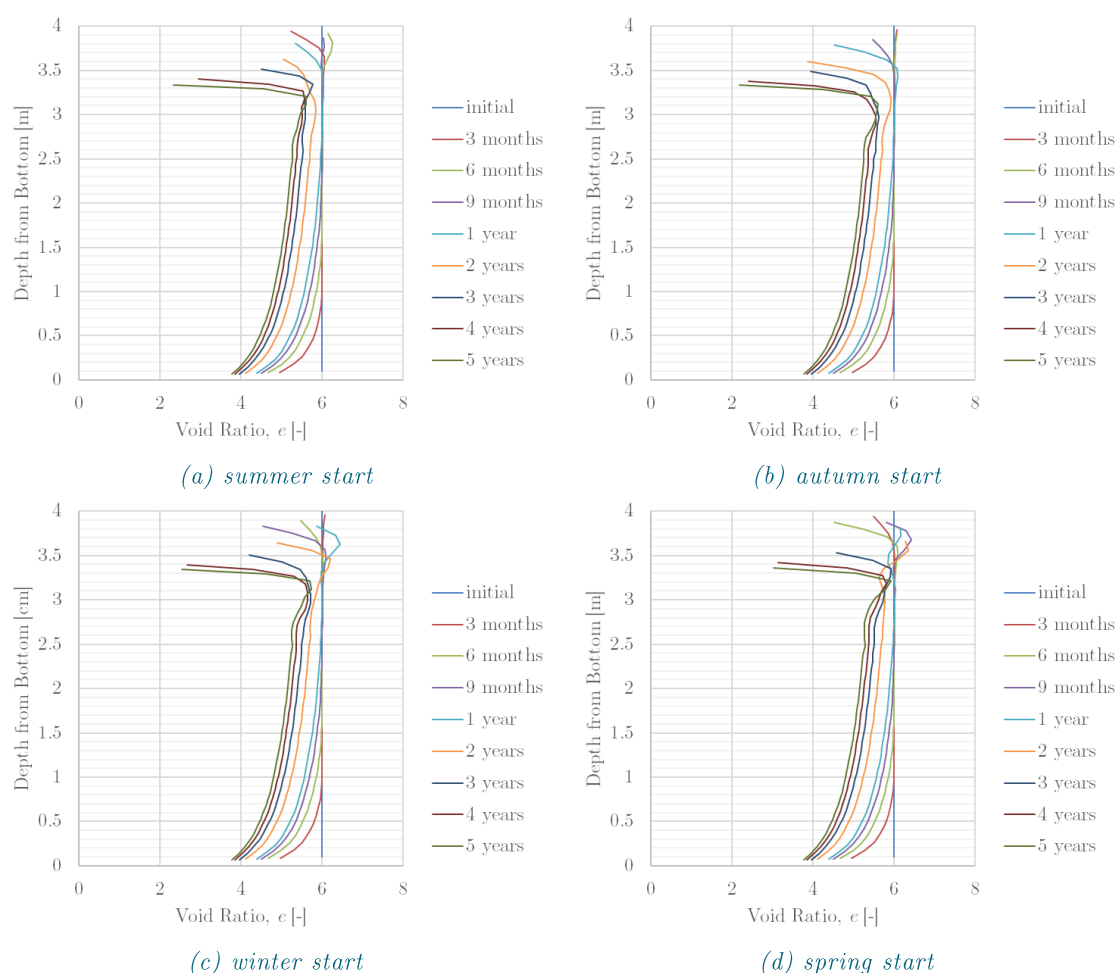 4
3.5
3
2.5
2
1.5
1
0.5
0
0 2 4 6 8
Depth from Bottom [m]
Void Ratio, e [-]
initial
3 months
6 months
9 months
1 year
2 years
3 years
4 years
5 years
(a) summer start
4
3.5
3
2.5
2
1.5
1
0.5
0
0 2 4 6 8
Depth from Bottom [m]
Void Ratio, e [-]
initial
3 months
6 months
9 months
1 year
2 years
3 years
4 years
5 years
(b) autumn start
4
3.5
3
2.5
2
1.5
1
0.5
0
0 2 4 6 8
Depth from Bottom [cm]
Void Ratio, e [-]
initial
3 months
6 months
9 months
1 year
2 years
3 years
4 years
5 years
(c) winter start
4
3.5
3
2.5
2
1.5
1
0.5
0
0 2 4 6 8
Depth from Bottom [m]
Void Ratio, e [-]
initial
3 months
6 months
9 months
1 year
2 years
3 years
4 years
5 years
(d) spring start